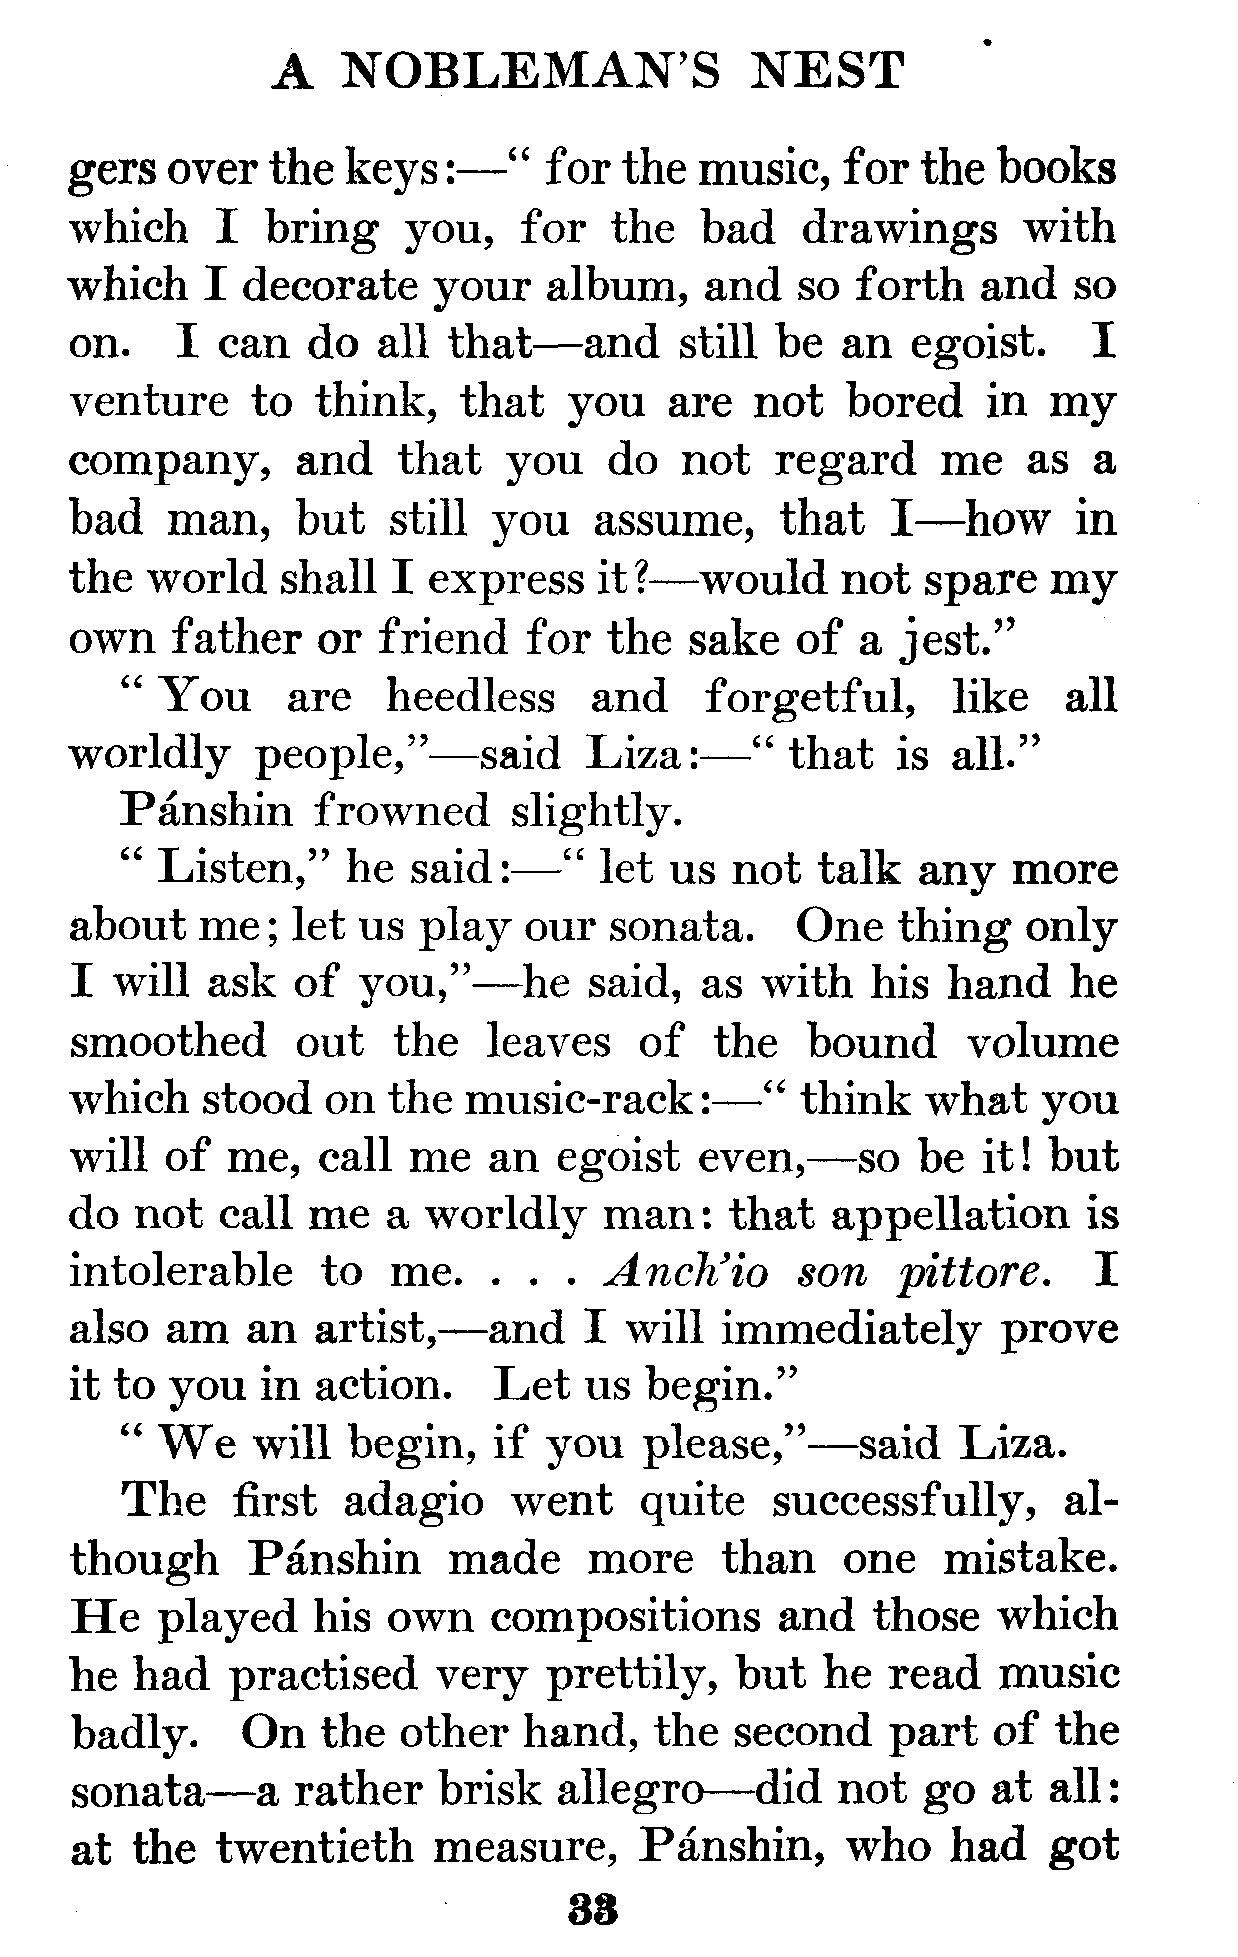 A NOBLEMAN'S NEST
gers over the keys:—“ for the music, for the books
which I bring you, for the bad drawings with
which I decorate your album, and so forth and so
on. I can do all that—and still be an egoist. I
venture to think, that you are not bored in my
company, and that you do not regard me as a
bad man, but still you assume, that I—how in
the world shall I express it?—would not spare my
own father or friend for the sake of a jest.”
“ You are heedless and forgetful, like all
worldly people,”—said Liza:—“ that is all.”
Pánshin frowned slightly.
“ Listen,” he said:—“ let us not talk any more
about me; let us play our sonata. One thing only
I will ask of you,”—he said, as with his hand he
smoothed out the leaves of the bound volume
which stood on the music-rack:—“ think what you
will of me, call me an egoist even,—so be it! but
do not call me a worldly man: that appellation is
intolerable to me. . . . Anch’io son pittore. I
also am an artist,—and I will immediately prove
it to you in action. Let us begin.”
“ We will begin, if you please,”—said Liza.
The first adagio went quite successfully, al-
though Pánshin made more than one mistake.
He played his own compositions and those which
he had practised very prettily, but he read music
badly. On the other hand, the second part of the
sonata—a rather brisk allegro—did not go at all:
at the twentieth measure, Pánshin, who had got
33